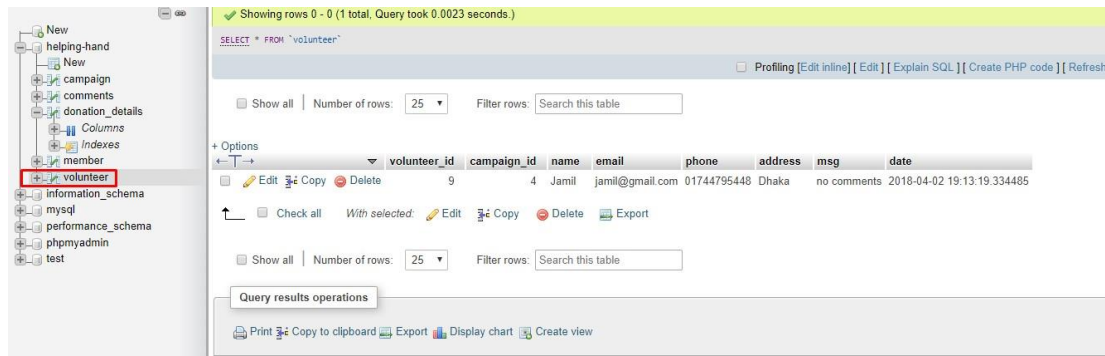 New
helping-hand
New
campaign
comments
donation_details
Columns
Indexes
member
volunteer
information_schema
mysql
performance_schema
phpmyadmin
test
Showing rows 0 - 0 (1 total, Query took 0.0023 seconds.)
SELECT * FROM `volunteer`
Profiling [Edit inline] [ Edit ] [ Explain SQL ] [ Create PHP code ] [ Refresh
Show all | Number of rows: 25 Filter rows: Search this table
+ Options
volunteer_id campaign_id name email phone address msg date
Edit Copy Delete 9 4 Jamil jamil@gmail.com 01744795448 Dhaka no comments 2018-04-02 19:13:19.334485
Check all With selected: Edit Copy Delete Export
Show all | Number of rows: 25 Filter rows: Search this table
Query results operations
Print Copy to clipboard Export Display chart Create view